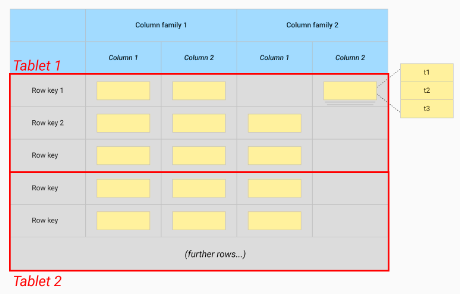 Column family 1 Column family 2
Column 1 Column 2 Column 1 Column 2
Tablet 1
Row key 1
t1
t2
t3
Row key 2
Row key
Row key
Row key
(further rows...)
Tablet 2